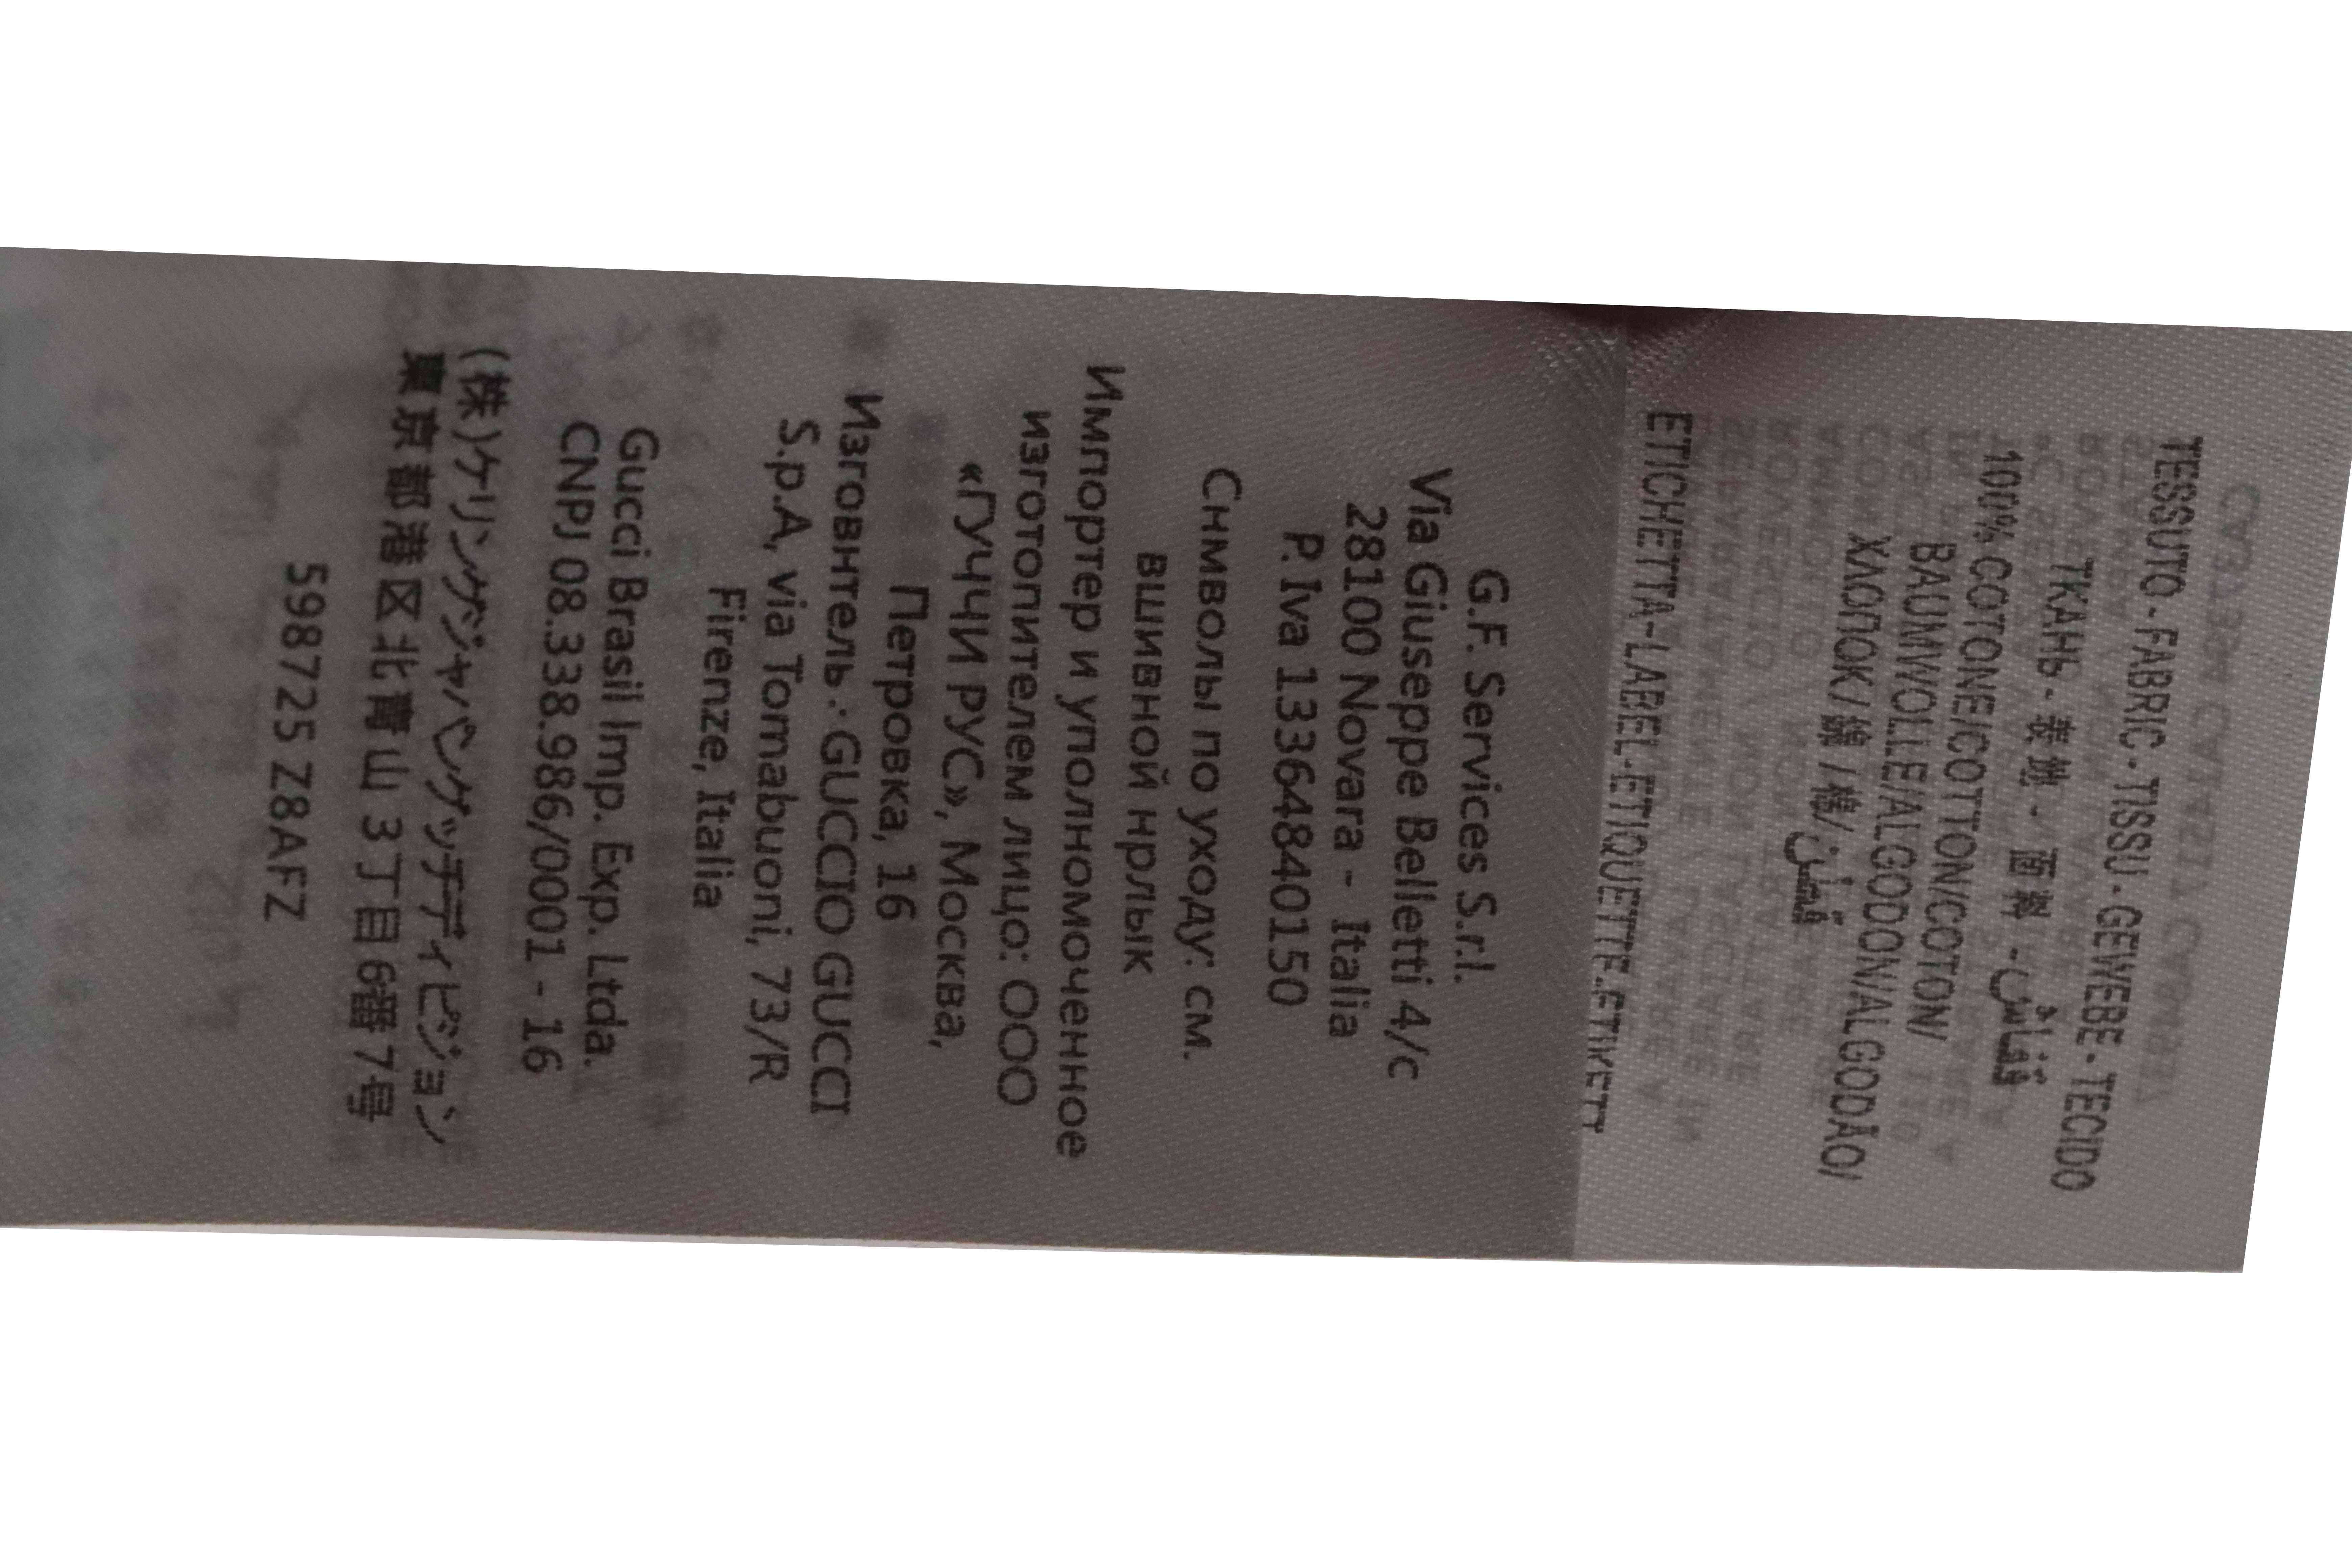 TESSUTO - FABRIC - TISSU - GEWEBE - TECIDO
ТКАНЬ - 表地 - 面料 - قماش
100% COTONE/COTTON/COTON/
BAUMWOLLE/ALGODON/ALGODÃO/
ХЛОПОК/ 綿 / 棉/ قطن
ETICHETTA-LABEL-ETIQUETTE-ETIKETT
G.F. Services S.r.l.
Via Giuseppe Belletti 4/c
28100 Novara - Italia
P. Iva 13364840150
Снмволы по уходу: см.
вшивной нрлык
Импортер и уполномоченное
изготопителем лицо: ООО
«ГУЧЧИ РУС», Москва,
Петровка, 16
Изговнтель : GUCCIO GUCCI
S.p.A, via Tomabuoni, 73/R
Firenze, Italia
Gucci Brasil Imp. Exp. Ltda.
CNPJ 08.338.986/0001 - 16
(株)ケリンゲジャパンゲッチディビジョン
東京都港区北青山3丁目6番7号
598725 Z8AFZ